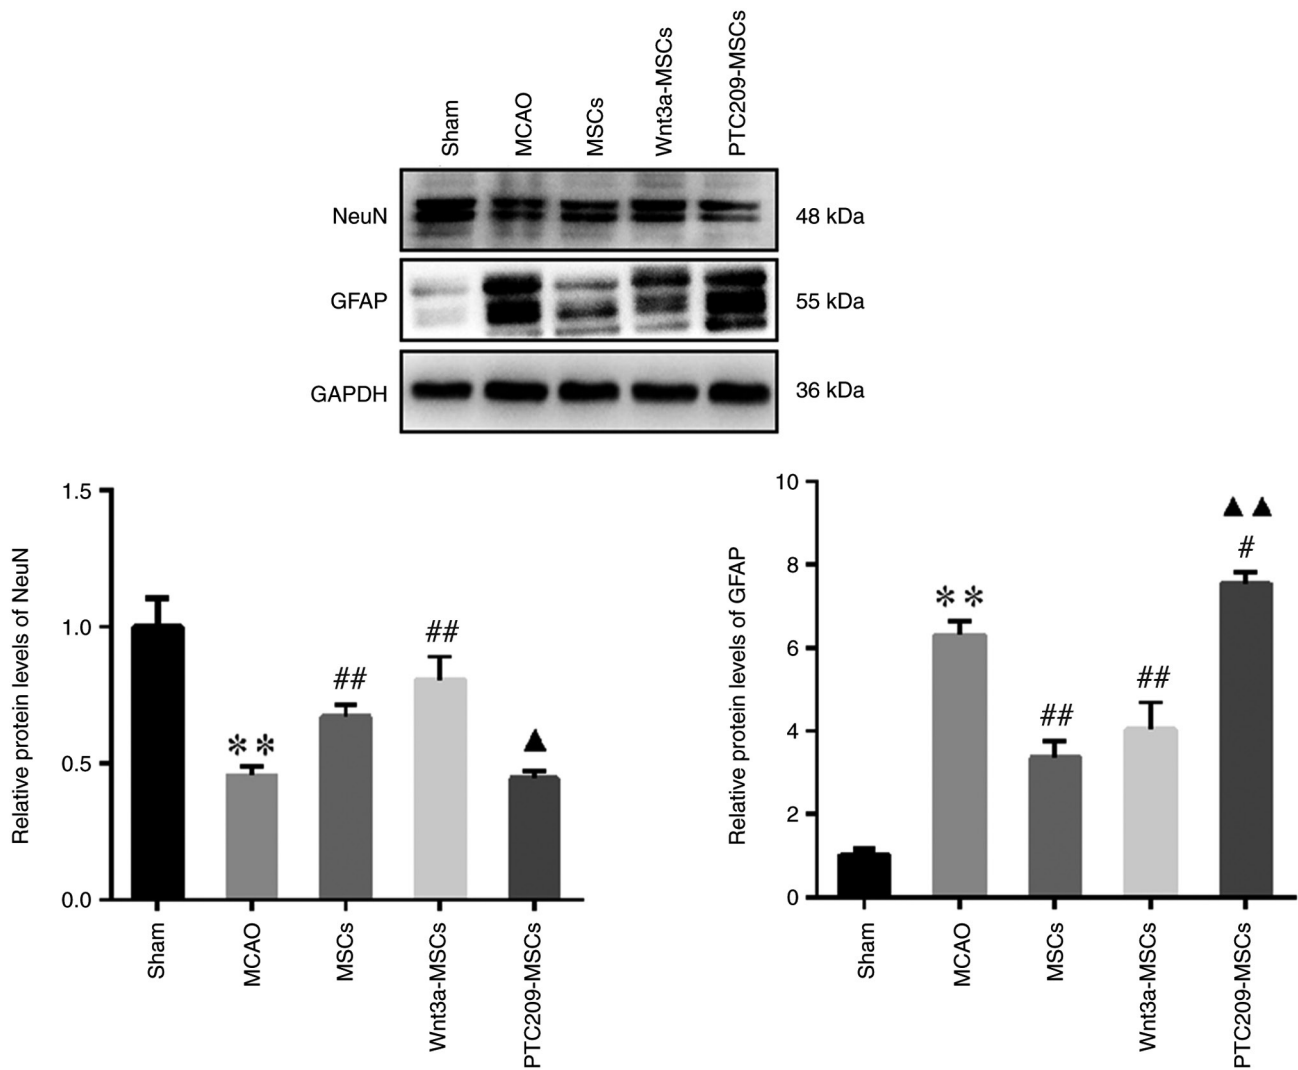 Sham
MCAO
MSCs
Wnt3a-MSCs
PTC209-MSCs
NeuN
48 kDa
GFAP
55 kDa
GAPDH
36 kDa
Relative protein levels of NeuN
1.5
1.0
0.5
0.0
**
##
##
▲
Sham
MCAO
MSCs
Wnt3a-MSCs
PTC209-MSCs
Relative protein levels of GFAP
10
8
6
4
2
0
**
##
##
▲▲
#
Sham
MCAO
MSCs
Wnt3a-MSCs
PTC209-MSCs